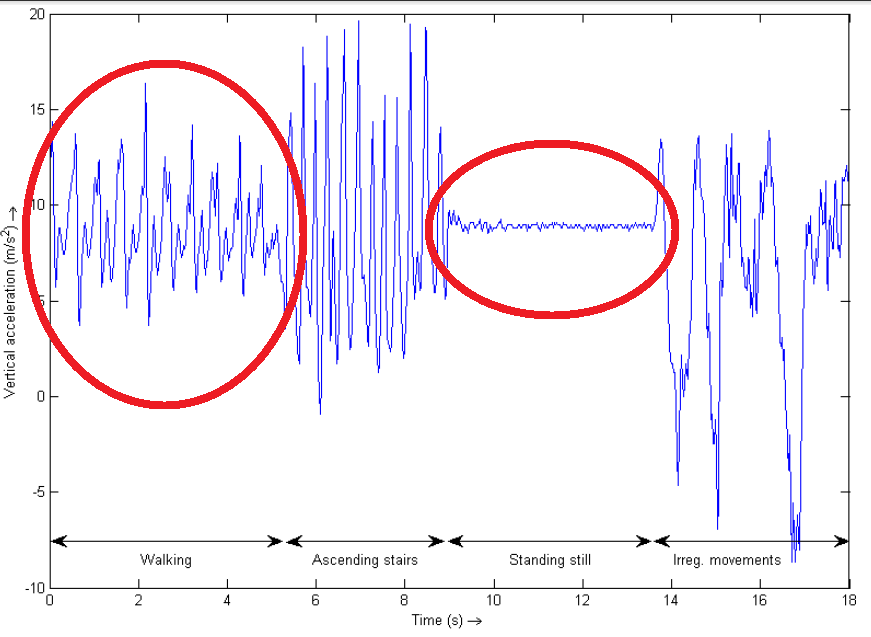 20
15
10
5
0
-5
-10
Vertical acceleration (m/s²) →
Walking
Ascending stairs
Standing still
Irreg. movements
0 2 4 6 8 10 12 14 16 18
Time (s) →